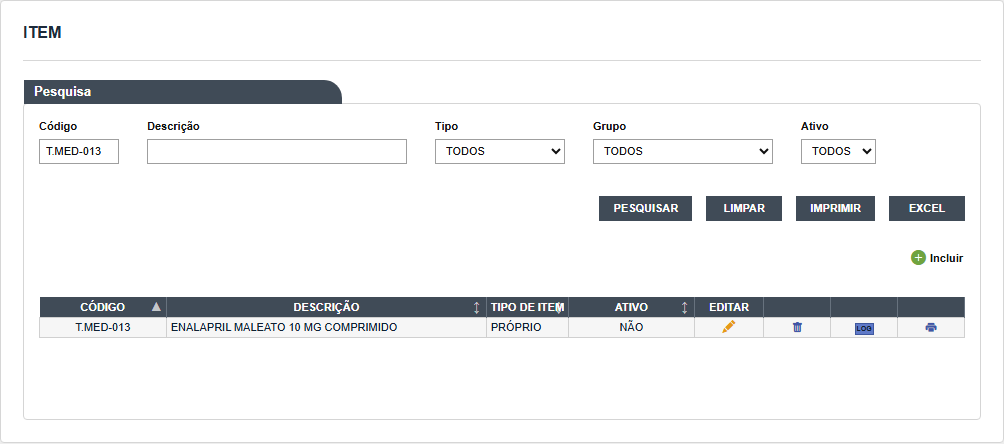 ITEM
Pesquisa
Código Descrição Tipo Grupo Ativo
T.MED-013 TODOS TODOS TODOS
PESQUISAR LIMPAR IMPRIMIR EXCEL
Incluir
CÓDIGO DESCRIÇÃO TIPO DE ITEM ATIVO EDITAR
T.MED-013 ENALAPRIL MALEATO 10 MG COMPRIMIDO PRÓPRIO NÃO LOG